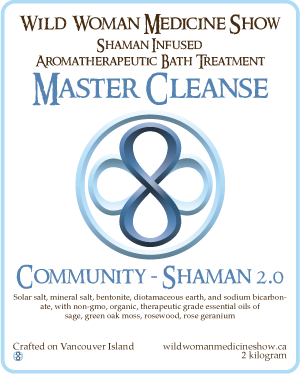 Wild Woman Medicine Show
Shaman Infused
Aromatherapeutic Bath Treatment
Master Cleanse
Community - Shaman 2.0
Solar salt, mineral salt, bentonite, diotamaceous earth, and sodium bicarbon-
ate, with non-gmo, organic, therapeutic grade essential oils of
sage, green oak moss, rosewood, rose geranium
Crafted on Vancouver Island
wildwomanmedicineshow.ca
2 kilogram